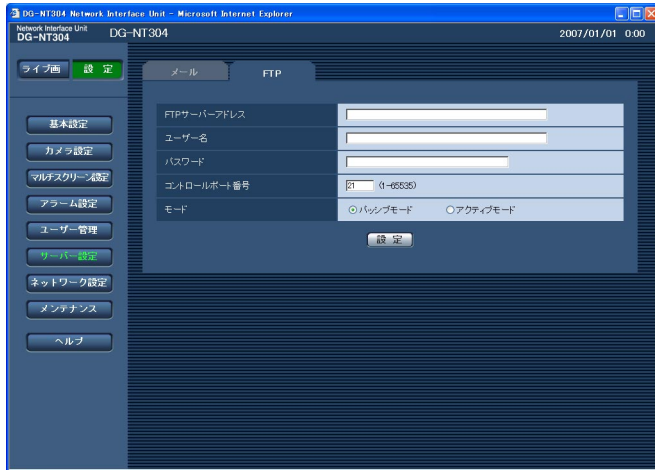 DG-NT304 Network Interface Unit - Microsoft Internet Explorer
Network Interface Unit
DG-NT304
DG-NT304
2007/01/01 0:00
ライブ画
設 定
メール
FTP
基本設定
カメラ設定
マルチスクリーン設定
アラーム設定
ユーザー管理
サーバー設定
ネットワーク設定
メンテナンス
ヘルプ
FTPサーバーアドレス
ユーザー名
パスワード
コントロールポート番号
21 (1-65535)
モード
パッシブモード アクティブモード
設 定